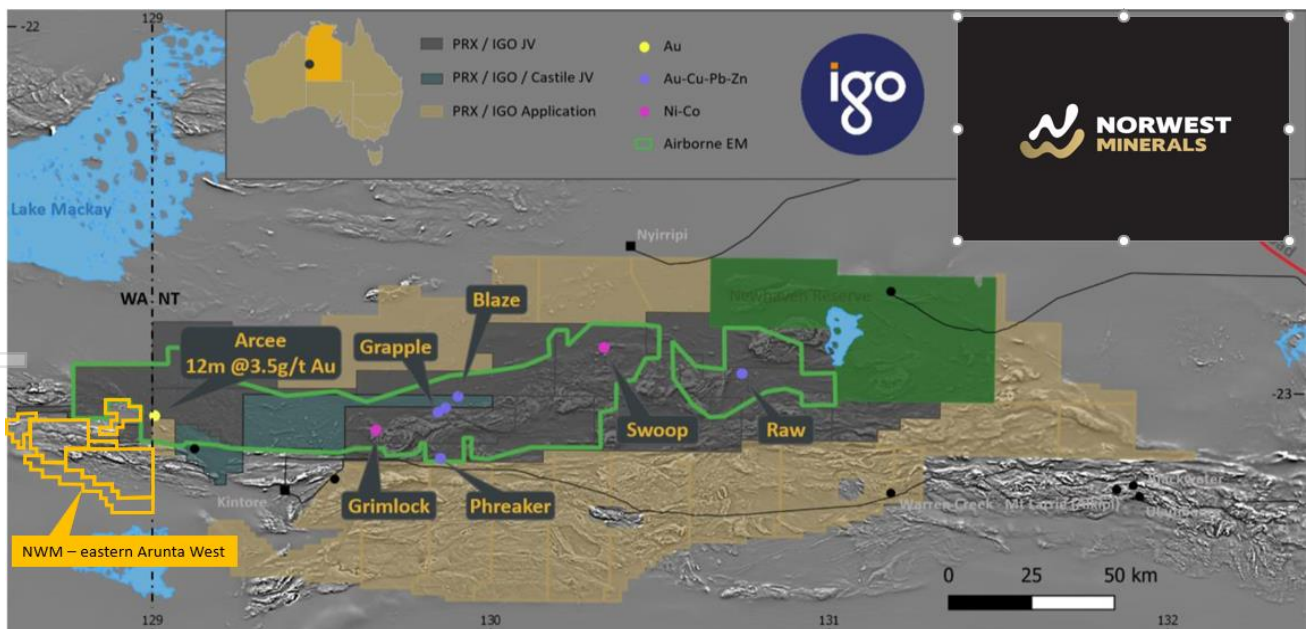 -22
129
PRX / IGO JV
PRX / IGO / Castile JV
PRX / IGO Application
Au
Au-Cu-Pb-Zn
Ni-Co
Airborne EM
igo
NORWEST
MINERALS
Lake Mackay
Nyirripi
WA NT
Newhaven Reserve
Blaze
Arcee
12m @3.5g/t Au
Grapple
-23
Swoop
Raw
Kintore
Grimlock
Phreaker
Warren Creek
NWM – eastern Arunta West
0 25 50 km
129
130
131
132